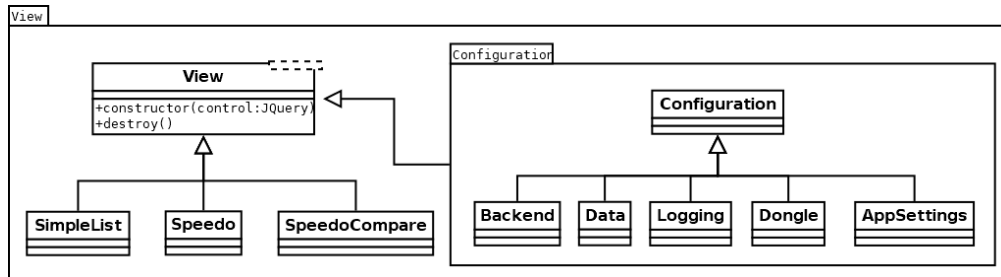 View
Configuration
View
+constructor(control:JQuery)
+destroy()
Configuration
SimpleList
Speedo
SpeedoCompare
Backend
Data
Logging
Dongle
AppSettings